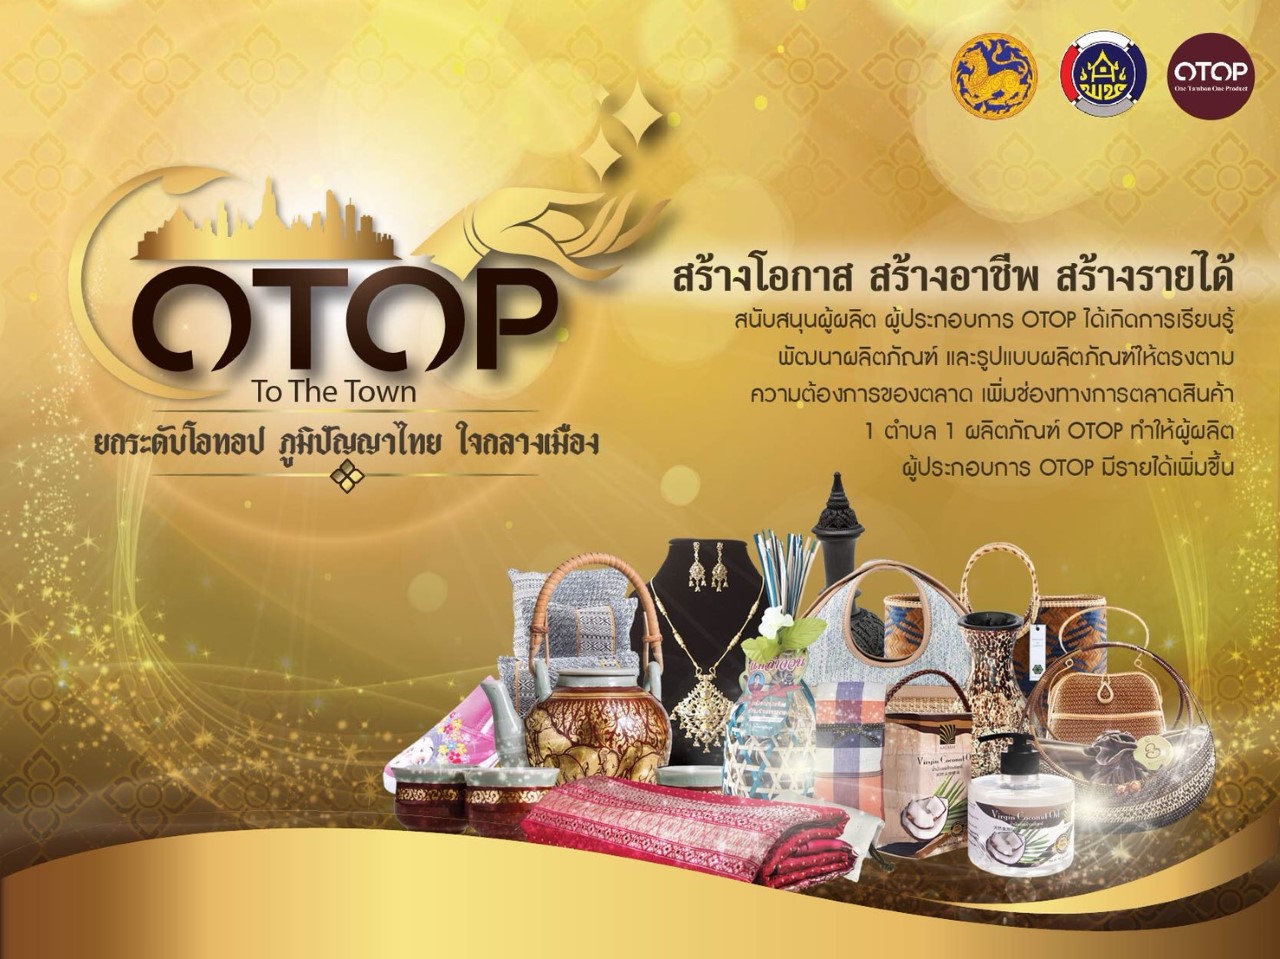 พช
OTOP
One Tambon One Product
OTOP
To The Town
ยกระดับโอทอป ภูมิปัญญาไทย ใจกลางเมือง
สร้างโอกาส สร้างอาชีพ สร้างรายได้
สนับสนุนผู้ผลิต ผู้ประกอบการ OTOP ได้เกิดการเรียนรู้
พัฒนาผลิตภัณฑ์ และรูปแบบผลิตภัณฑ์ให้ตรงตาม
ความต้องการของตลาด เพิ่มช่องทางการตลาดสินค้า
1 ตำบล 1 ผลิตภัณฑ์ OTOP ทำให้ผู้ผลิต
ผู้ประกอบการ OTOP มีรายได้เพิ่มขึ้น
Virgin Coconut O
Virgin Coconut Oil